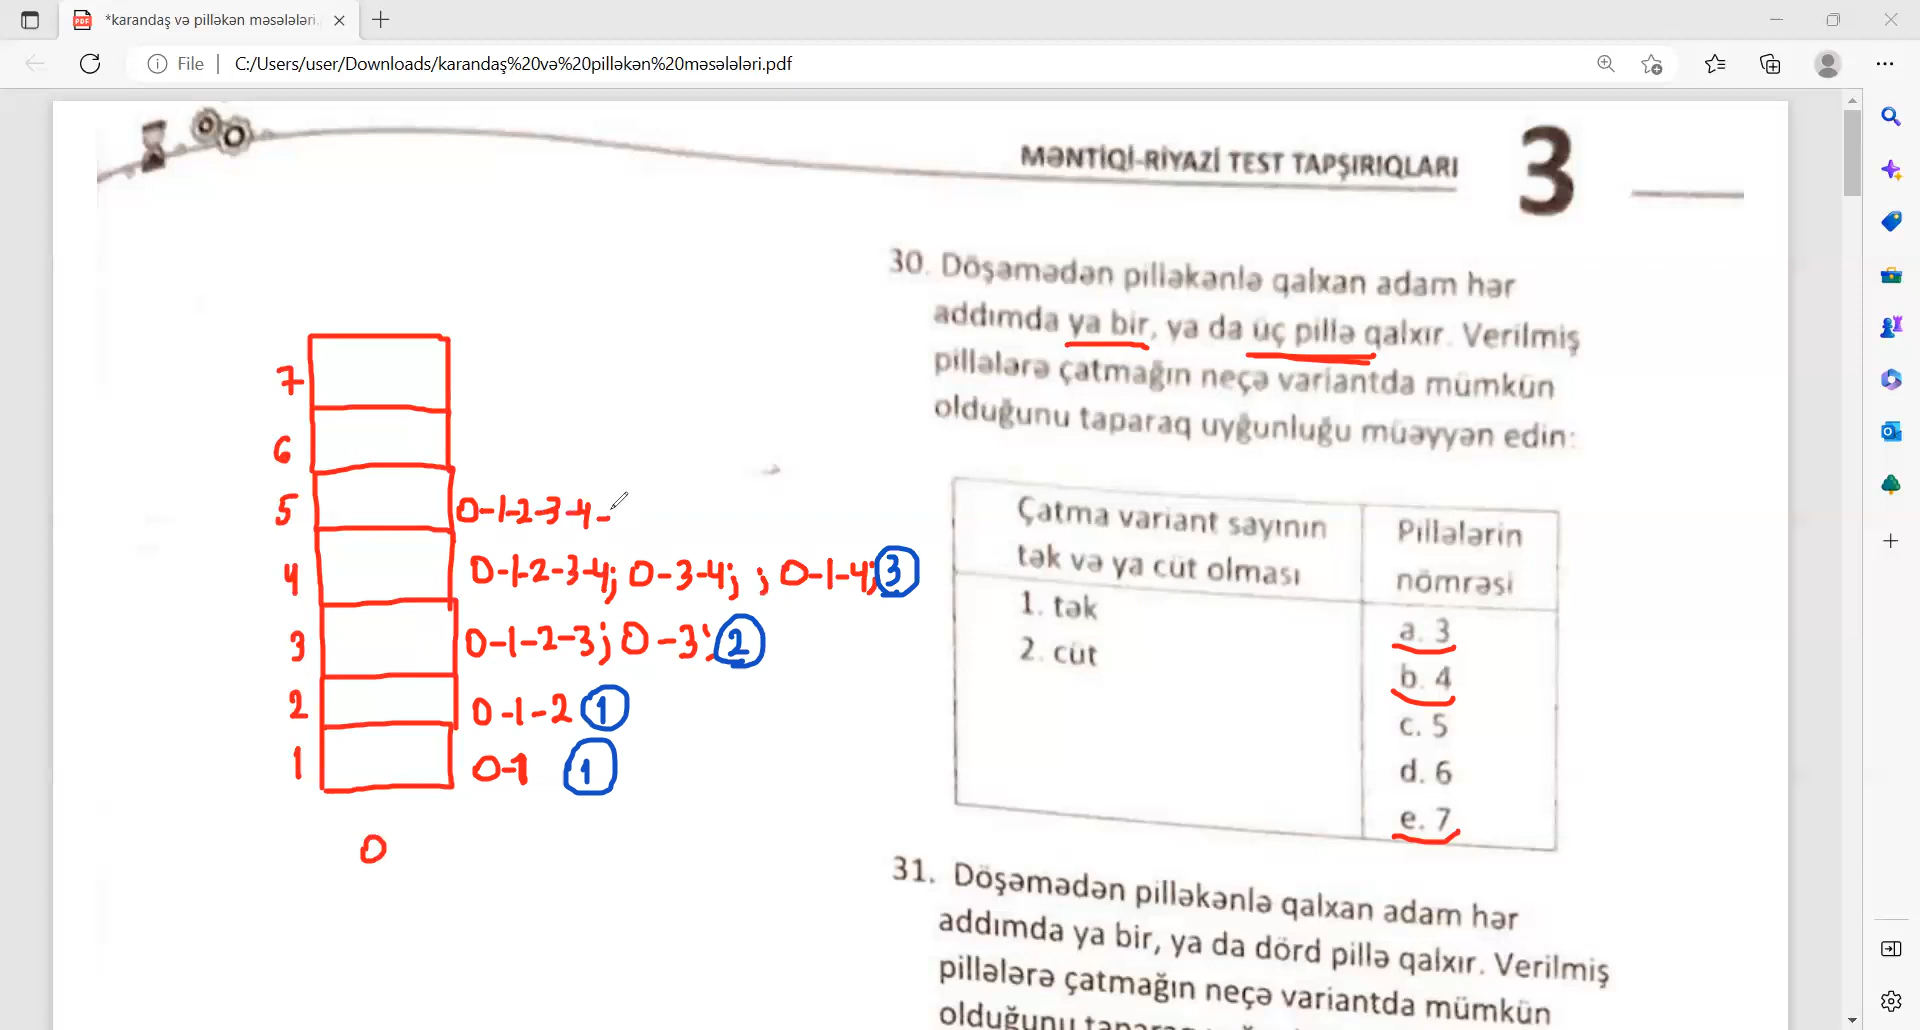 *karandaş və pilləkən məsələləri.
File
C:/Users/user/Downloads/karandaş%20və%20pilləkən%20məsələləri.pdf
MƏNTİQİ-RİYAZİ TEST TAPŞIRIQLARI 3
30. Döşəmədən pilləkənlə qalxan adam hər
addımda ya bir, ya da üç pillə qalxır. Verilmiş
pillələrə çatmağın neçə variantda mümkün
olduğunu taparaq uyğunluğu müəyyən edin:
Çatma variant sayının
tək və ya cüt olması
Pillələrin
nömrəsi
1. tək
2. cüt
a. 3
b. 4
c. 5
d. 6
e. 7
7
6
5 0-1-2-3-4-
4 0-1-2-3-4; 0-3-4; ; 0-1-4; 3
3 0-1-2-3; 0-3; 2
2 0-1-2 1
1 0-1 1
0
31. Döşəmədən pilləkənlə qalxan adam hər
addımda ya bir, ya da dörd pillə qalxır. Verilmiş
pillələrə çatmağın neçə variantda mümkün
olduğunu